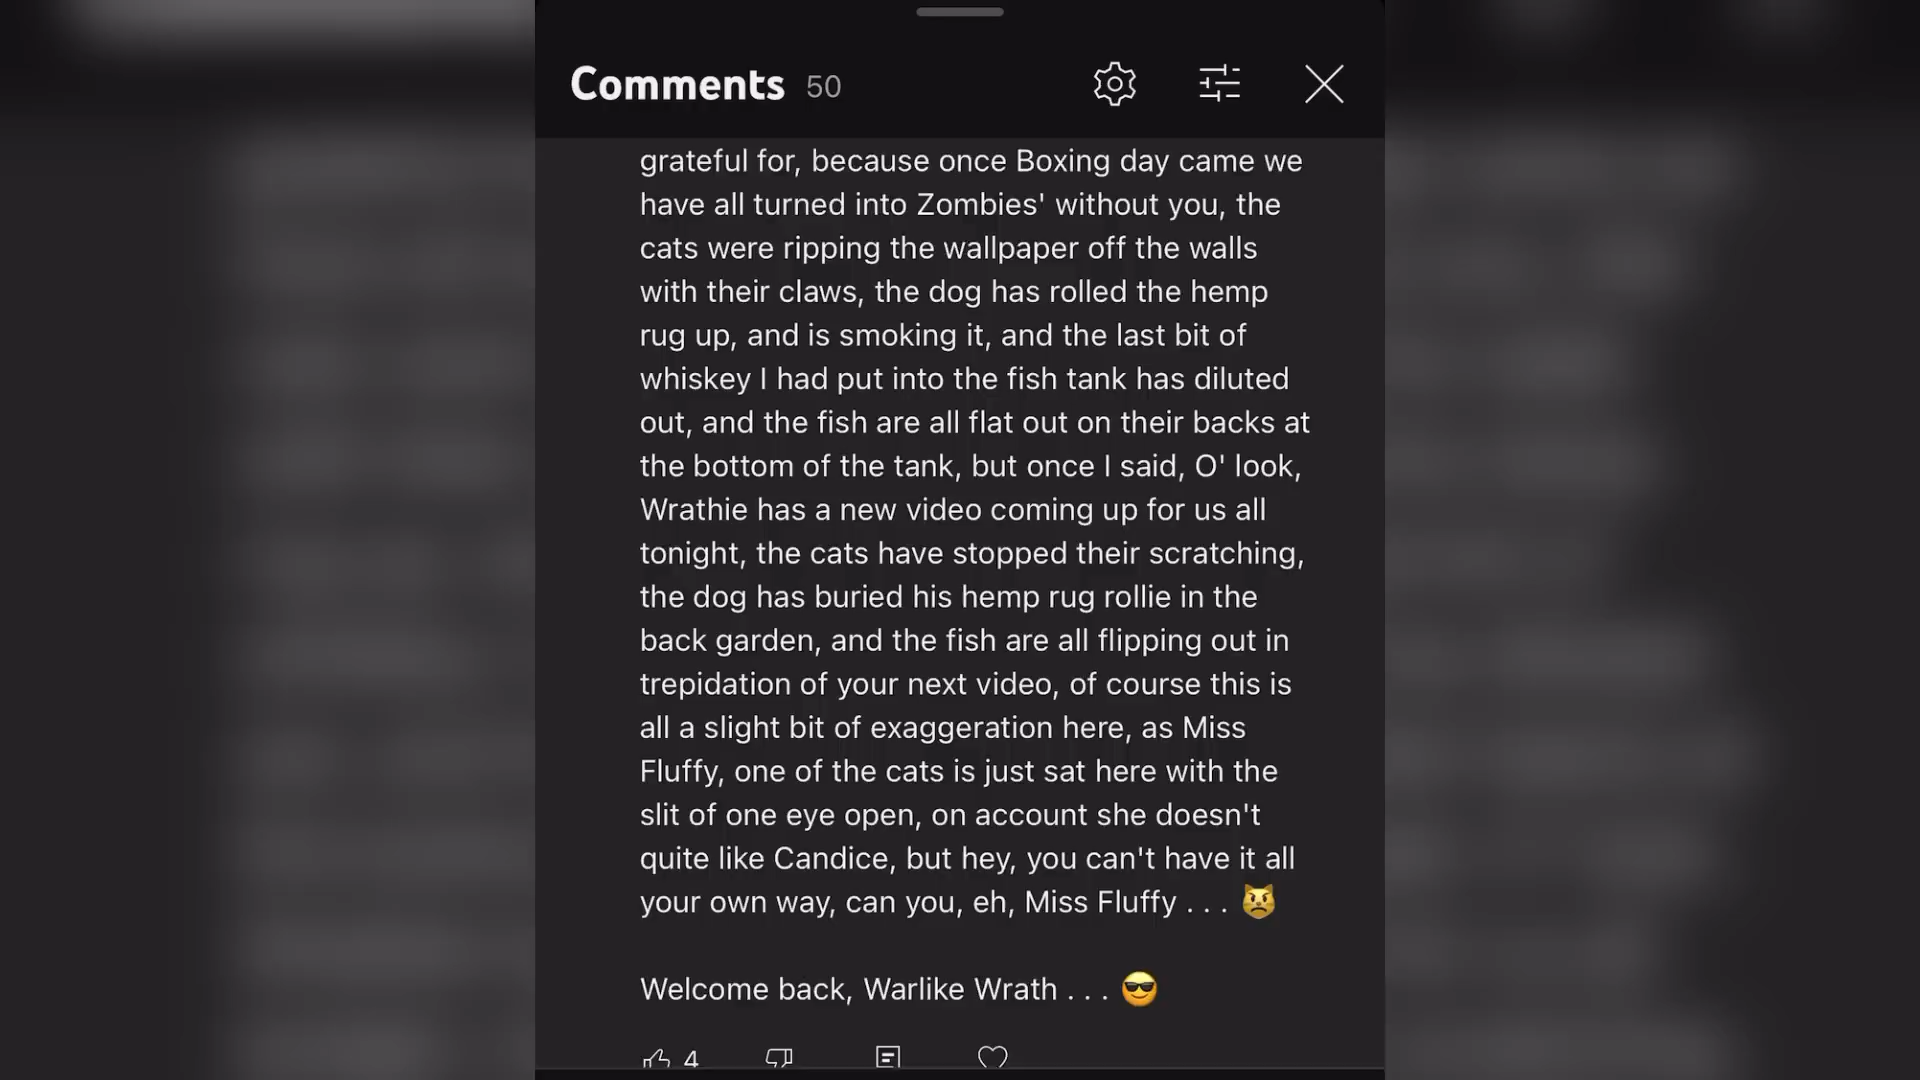 Comments 50
grateful for, because once Boxing day came we
have all turned into Zombies' without you, the
cats were ripping the wallpaper off the walls
with their claws, the dog has rolled the hemp
rug up, and is smoking it, and the last bit of
whiskey I had put into the fish tank has diluted
out, and the fish are all flat out on their backs at
the bottom of the tank, but once I said, O' look,
Wrathie has a new video coming up for us all
tonight, the cats have stopped their scratching,
the dog has buried his hemp rug rollie in the
back garden, and the fish are all flipping out in
trepidation of your next video, of course this is
all a slight bit of exaggeration here, as Miss
Fluffy, one of the cats is just sat here with the
slit of one eye open, on account she doesn't
quite like Candice, but hey, you can't have it all
your own way, can you, eh, Miss Fluffy . . . 😾
Welcome back, Warlike Wrath . . . 😎
4